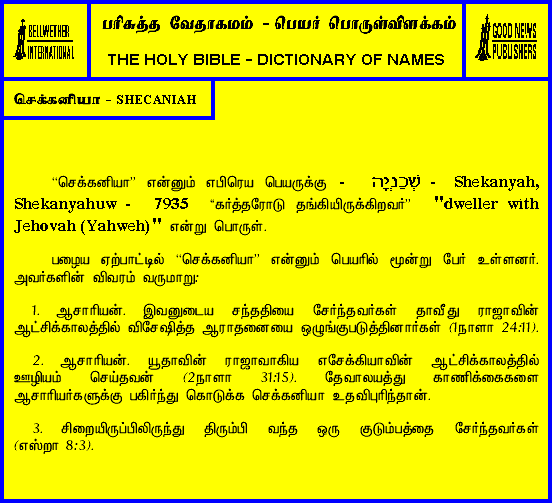 BELLWETHER
INTERNATIONAL
பரிசுத்த வேதாகமம் - பெயர் பொருள்விளக்கம்
THE HOLY BIBLE - DICTIONARY OF NAMES
GOOD NEWS
PUBLISHERS
செக்கனியா - SHECANIAH
“செக்கனியா” என்னும் எபிரெய பெயருக்கு - שְׁכַנְיָה - Shekanyah,
Shekanyahuw - 7935 “கர்த்தரோடு தங்கியிருக்கிறவர்” "dweller with
Jehovah (Yahweh)" என்று பொருள்.
பழைய ஏற்பாட்டில் “செக்கனியா” என்னும் பெயரில் மூன்று பேர் உள்ளனர்.
அவர்களின் விவரம் வருமாறு:
1. ஆசாரியன். இவனுடைய சந்ததியை சேர்ந்தவர்கள் தாவீது ராஜாவின்
ஆட்சிக்காலத்தில் விசேஷித்த ஆராதனையை ஒழுங்குபடுத்தினார்கள் (1நாளா 24:11).
2. ஆசாரியன். யூதாவின் ராஜாவாகிய எசேக்கியாவின் ஆட்சிக்காலத்தில்
ஊழியம் செய்தவன் (2நாளா 31:15). தேவாலயத்து காணிக்கைகளை
ஆசாரியர்களுக்கு பகிர்ந்து கொடுக்க செக்கனியா உதவிபுரிந்தான்.
3. சிறையிருப்பிலிருந்து திரும்பி வந்த ஒரு குடும்பத்தை சேர்ந்தவர்கள்
(எஸ்றா 8:3).